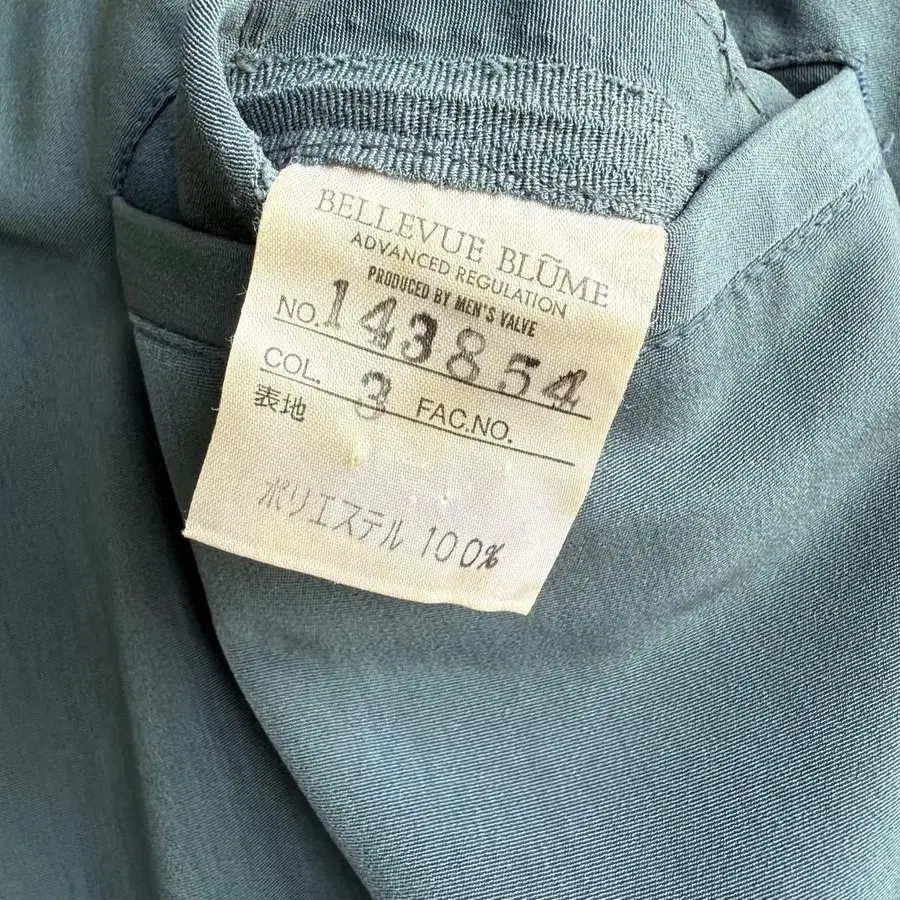 BELLEVUE BLŪME
ADVANCED REGULATION
PRODUCED BY MEN'S VALVE
NO. 143854
COL. 3 FAC.NO.
表地
ポリエステル 100%